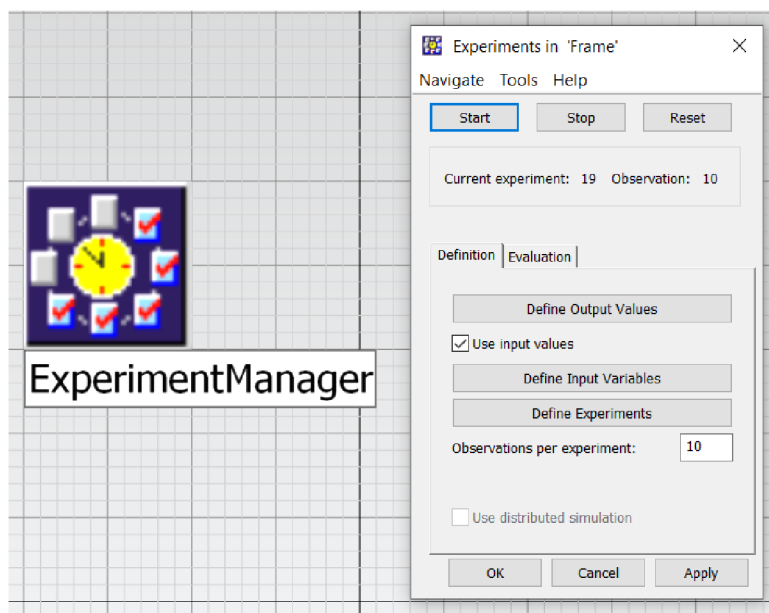 ExperimentManager
Experiments in 'Frame'
Navigate Tools Help
Start Stop Reset
Current experiment: 19 Observation: 10
Definition Evaluation
Define Output Values
Use input values
Define Input Variables
Define Experiments
Observations per experiment: 10
Use distributed simulation
OK Cancel Apply